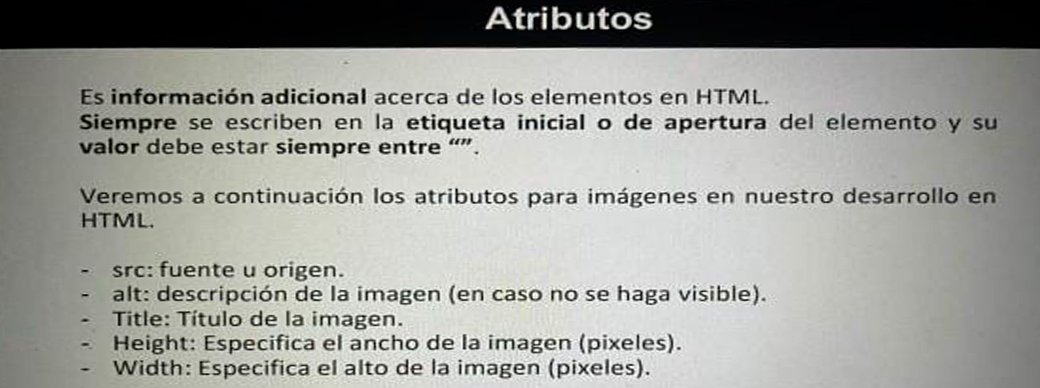 Atributos
Es información adicional acerca de los elementos en HTML.
Siempre se escriben en la etiqueta inicial o de apertura del elemento y su
valor debe estar siempre entre “”.
Veremos a continuación los atributos para imágenes en nuestro desarrollo en
HTML.
- src: fuente u origen.
- alt: descripción de la imagen (en caso no se haga visible).
- Title: Título de la imagen.
- Height: Especifica el ancho de la imagen (pixeles).
- Width: Especifica el alto de la imagen (pixeles).